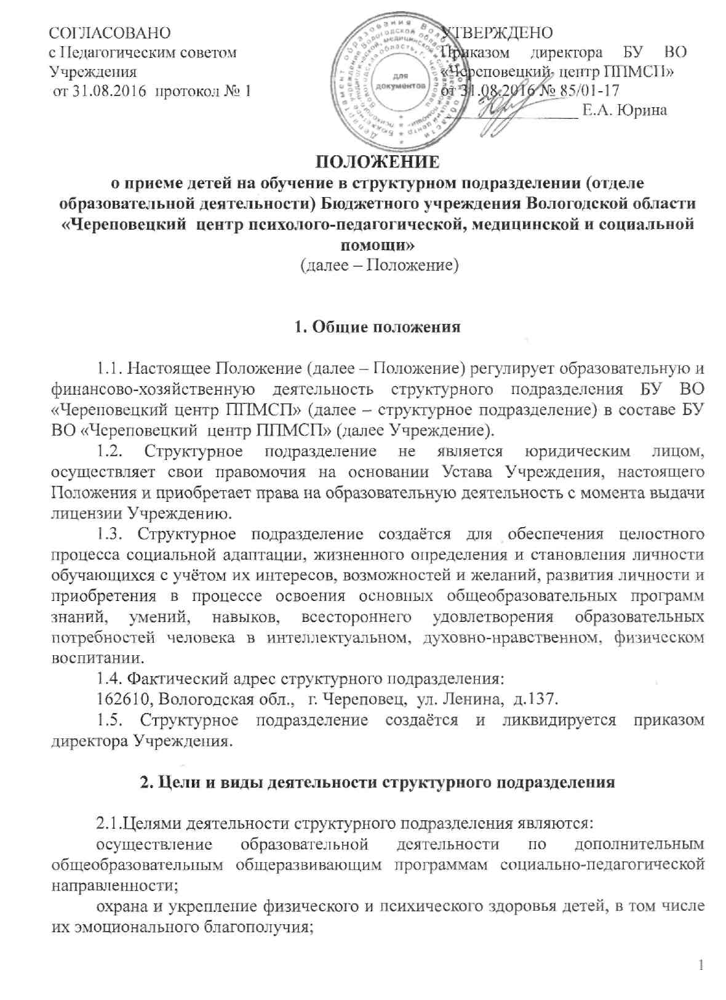 СОГЛАСОВАНО
с Педагогическим советом
Учреждения
от 31.08.2016 протокол № 1
для
документов
УТВЕРЖДЕНО
Приказом директора БУ ВО
«Череповецкий центр ППМСП»
от 31.08.2016 № 85/01-17
Е.А. Юрина
ПОЛОЖЕНИЕ
о приеме детей на обучение в структурном подразделении (отделе
образовательной деятельности) Бюджетного учреждения Вологодской области
«Череповецкий центр психолого-педагогической, медицинской и социальной
помощи»
(далее – Положение)
1. Общие положения
1.1. Настоящее Положение (далее – Положение) регулирует образовательную и
финансово-хозяйственную деятельность структурного подразделения БУ ВО
«Череповецкий центр ППМСП» (далее – структурное подразделение) в составе БУ
ВО «Череповецкий центр ППМСП» (далее Учреждение).
1.2. Структурное подразделение не является юридическим лицом,
осуществляет свои правомочия на основании Устава Учреждения, настоящего
Положения и приобретает права на образовательную деятельность с момента выдачи
лицензии Учреждению.
1.3. Структурное подразделение создаётся для обеспечения целостного
процесса социальной адаптации, жизненного определения и становления личности
обучающихся с учётом их интересов, возможностей и желаний, развития личности и
приобретения в процессе освоения основных общеобразовательных программ
знаний, умений, навыков, всестороннего удовлетворения образовательных
потребностей человека в интеллектуальном, духовно-нравственном, физическом
воспитании.
1.4. Фактический адрес структурного подразделения:
162610, Вологодская обл., г. Череповец, ул. Ленина, д.137.
1.5. Структурное подразделение создаётся и ликвидируется приказом
директора Учреждения.
2. Цели и виды деятельности структурного подразделения
2.1.Целями деятельности структурного подразделения являются:
осуществление образовательной деятельности по дополнительным
общеобразовательным общеразвивающим программам социально-педагогической
направленности;
охрана и укрепление физического и психического здоровья детей, в том числе
их эмоционального благополучия;
1